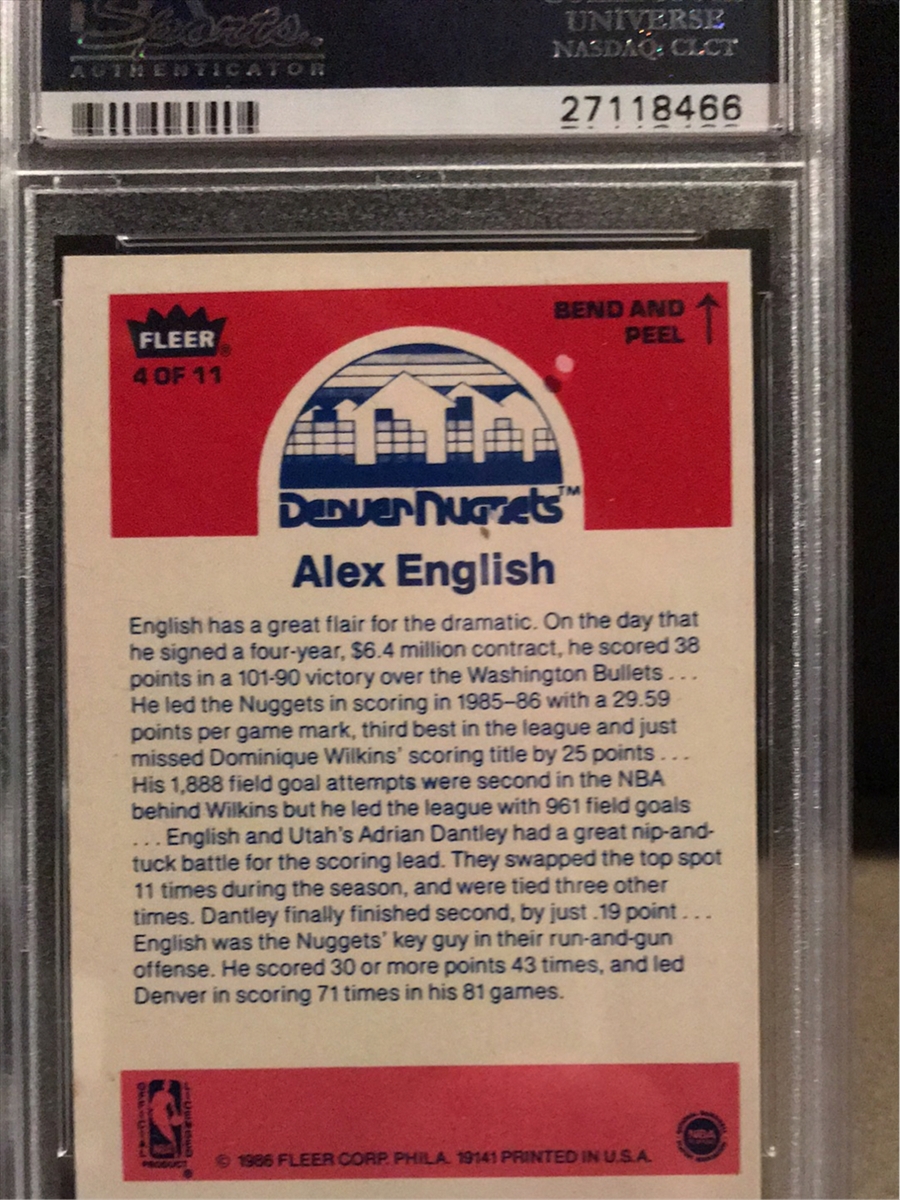 Sports
AUTHENTICATOR
UNIVERSE
NASDAQ: CLCT
27118466
FLEER®
4 OF 11
BEND AND
PEEL
Denver Nuggets™
Alex English
English has a great flair for the dramatic. On the day that
he signed a four-year, $6.4 million contract, he scored 38
points in a 101-90 victory over the Washington Bullets . . .
He led the Nuggets in scoring in 1985–86 with a 29.59
points per game mark, third best in the league and just
missed Dominique Wilkins' scoring title by 25 points . . .
His 1,888 field goal attempts were second in the NBA
behind Wilkins but he led the league with 961 field goals
. . . English and Utah's Adrian Dantley had a great nip-and-
tuck battle for the scoring lead. They swapped the top spot
11 times during the season, and were tied three other
times. Dantley finally finished second, by just .19 point . . .
English was the Nuggets' key guy in their run-and-gun
offense. He scored 30 or more points 43 times, and led
Denver in scoring 71 times in his 81 games.
OFFICIAL
LICENSED
NBA
PRODUCT
© 1986 FLEER CORP. PHILA. 19141 PRINTED IN U.S.A.
NBA